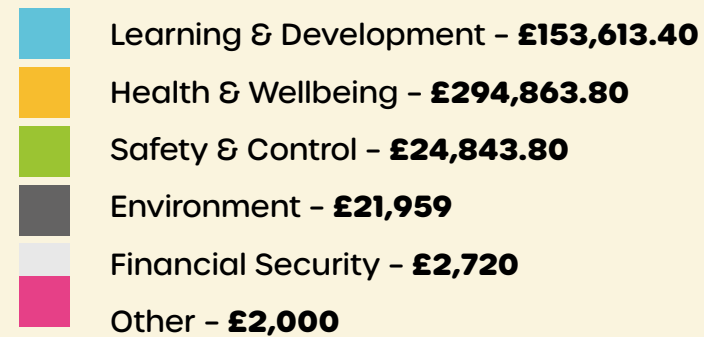 Learning & Development – £153,613.40
Health & Wellbeing – £294,863.80
Safety & Control – £24,843.80
Environment – £21,959
Financial Security – £2,720
Other – £2,000